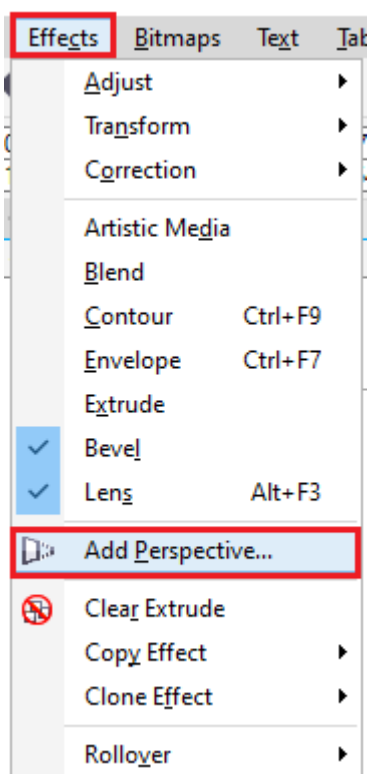 Effects Bitmaps Text Tab
Adjust
Transform
Correction
Artistic Media
Blend
Contour Ctrl+F9
Envelope Ctrl+F7
Extrude
Bevel
Lens Alt+F3
Add Perspective...
Clear Extrude
Copy Effect
Clone Effect
Rollover